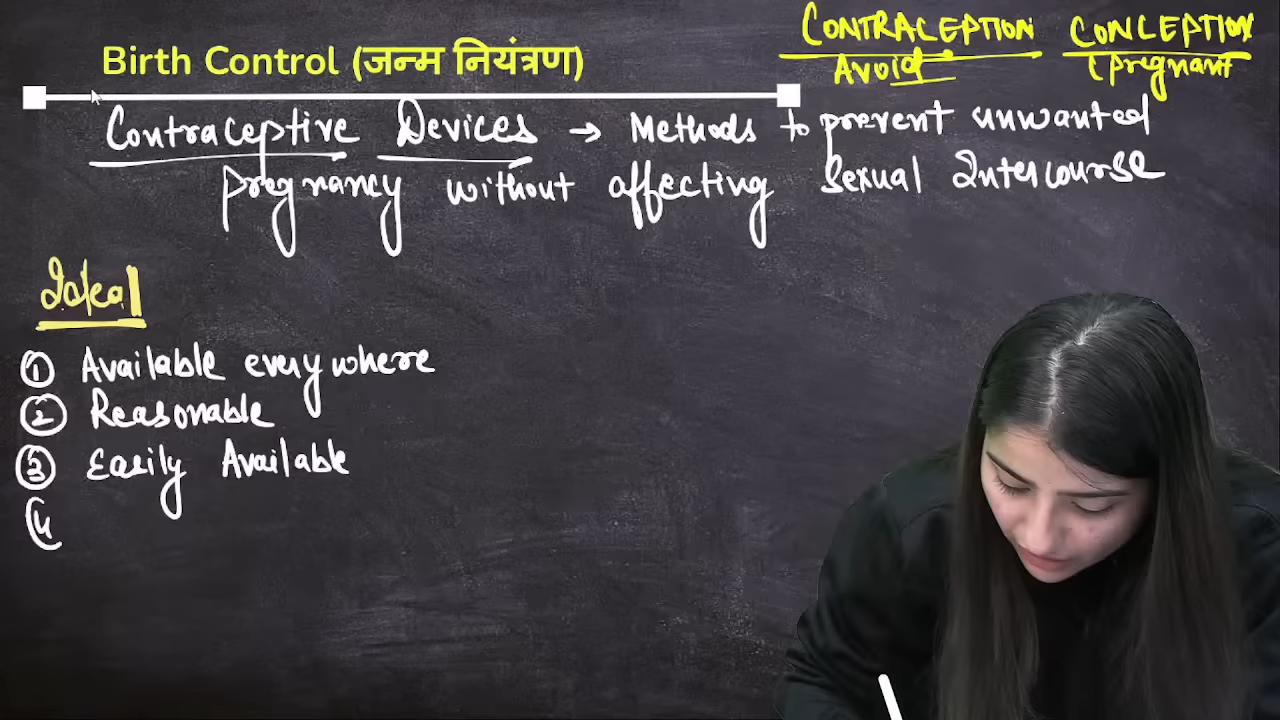 CONTRACEPTION CONCEPTION
Avoid (pregnant
Birth Control (जन्म नियंत्रण)
Contraceptive Devices → Methods to prevent unwanted
pregnancy without affecting sexual Intercourse
Ideal
① Available everywhere
② Reasonable
③ Easily Available
(4